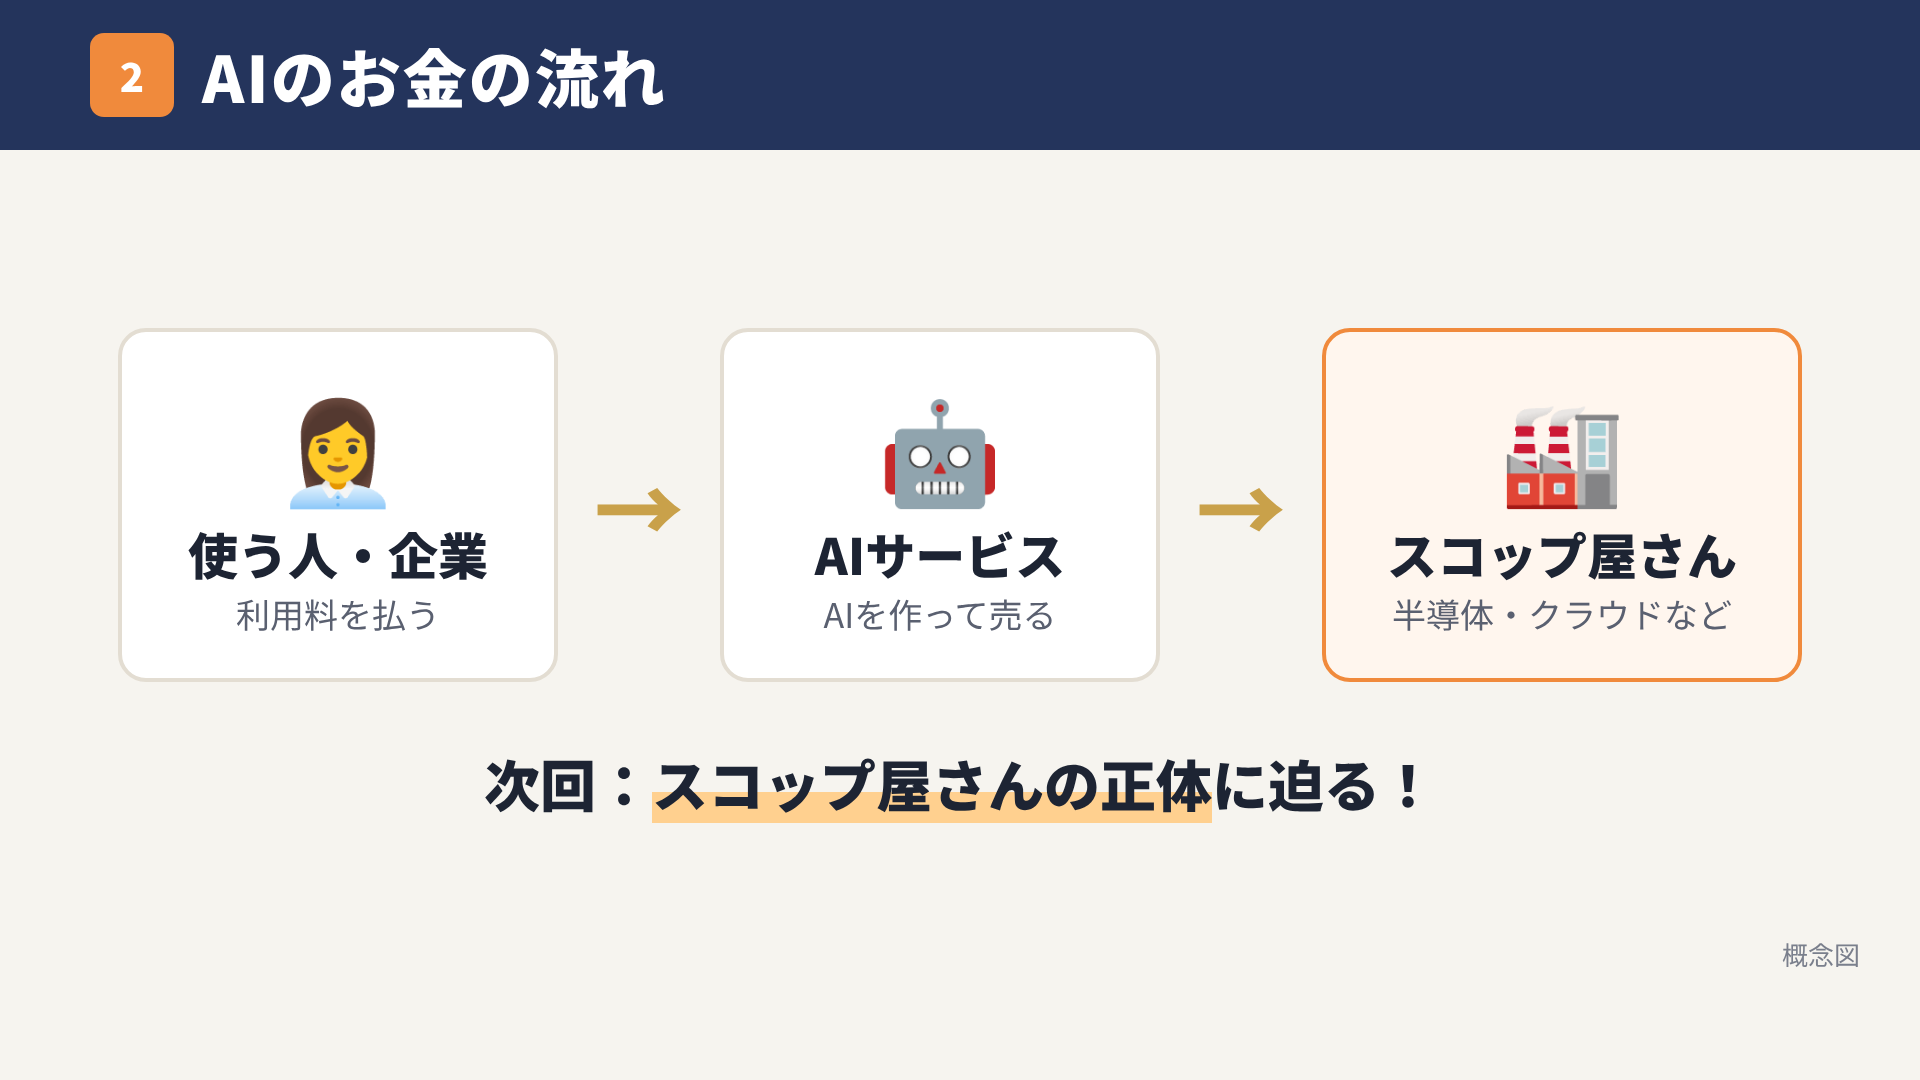 2
AIのお金の流れ
使う人・企業
利用料を払う
→
AIサービス
AIを作って売る
→
スコップ屋さん
半導体・クラウドなど
次回：スコップ屋さんの正体に迫る！
概念図